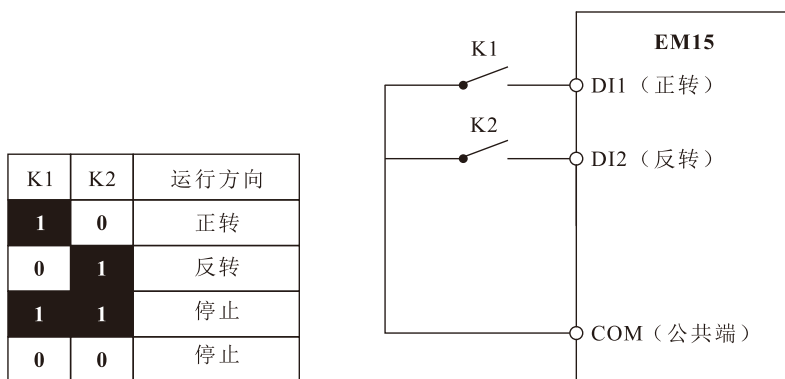 K1 K2 运行方向
1 0 正转
0 1 反转
1 1 停止
0 0 停止
EM15
K1
DI1（正转）
K2
DI2（反转）
COM（公共端）